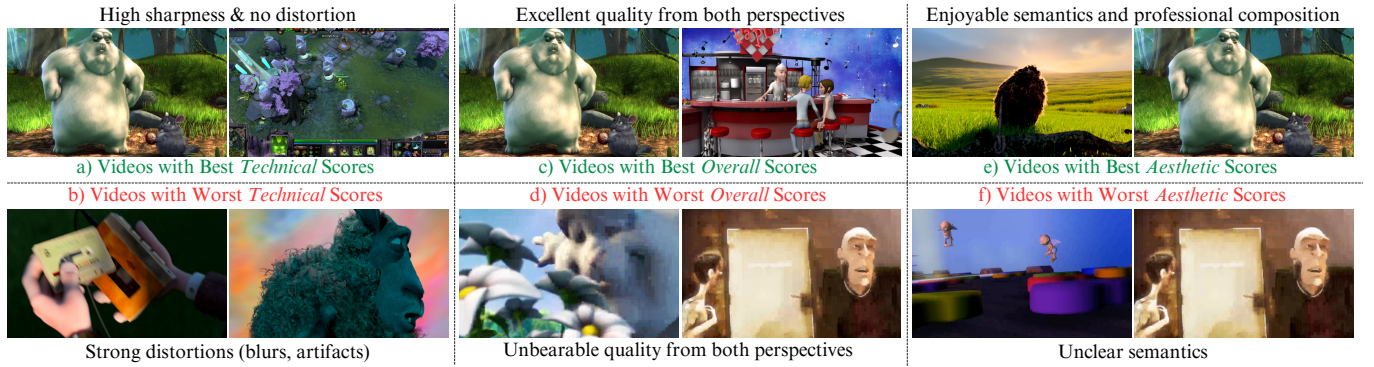 High sharpness & no distortion
Excellent quality from both perspectives
Enjoyable semantics and professional composition
a) Videos with Best Technical Scores
c) Videos with Best Overall Scores
e) Videos with Best Aesthetic Scores
b) Videos with Worst Technical Scores
d) Videos with Worst Overall Scores
f) Videos with Worst Aesthetic Scores
Strong distortions (blurs, artifacts)
Unbearable quality from both perspectives
Unclear semantics